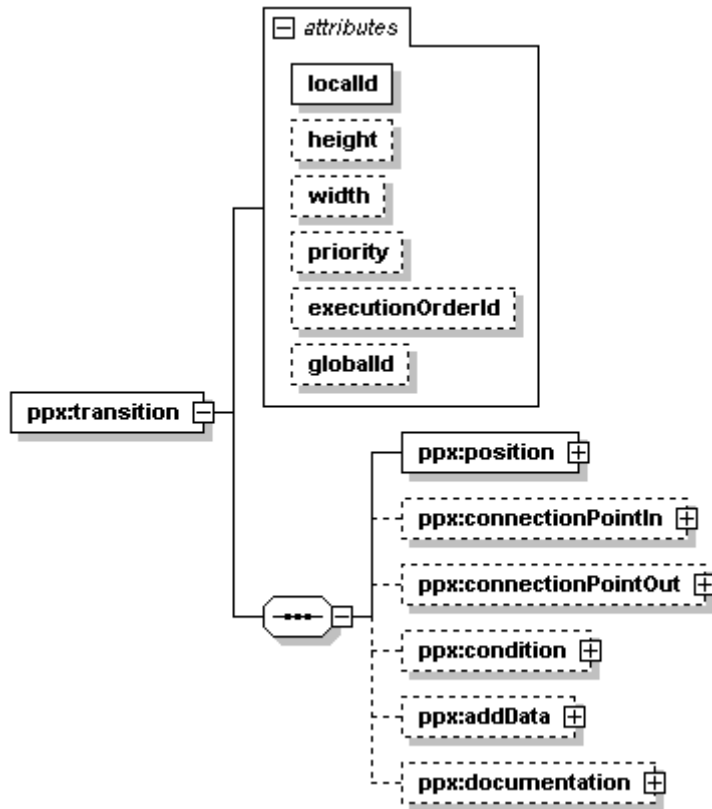 attributes
localId
height
width
priority
executionOrderId
globalId
ppx:transition
ppx:position
ppx:connectionPointIn
ppx:connectionPointOut
ppx:condition
ppx:addData
ppx:documentation